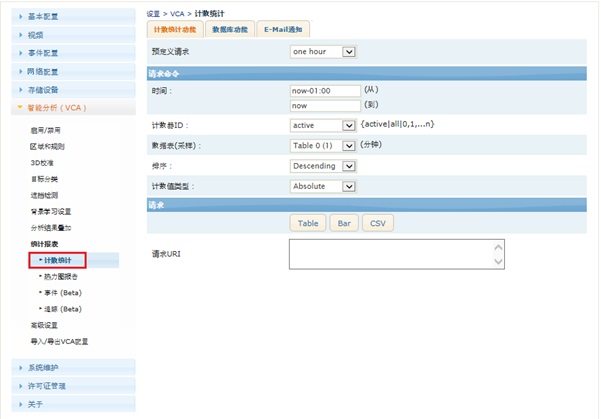 基本配置
视频
事件配置
网络配置
存储设备
智能分析（VCA）
启用/禁用
区域和规则
3D校准
目标分类
遮挡检测
背景学习设置
分析结果叠加
统计报表
计数统计
热力图报告
事件 (Beta)
追踪 (Beta)
高级设置
导入/导出VCA配置
系统维护
许可证管理
关于
设置 > VCA > 计数统计
计数统计功能 数据库功能 E-Mail通知
预定义请求 one hour
请求命令
时间： now-01:00 (从)
now (到)
计数器ID： active {active|all|0,1,...n}
数据表(采样)： Table 0 (1) (分钟)
排序： Descending
计数值类型： Absolute
请求
Table Bar CSV
请求URI